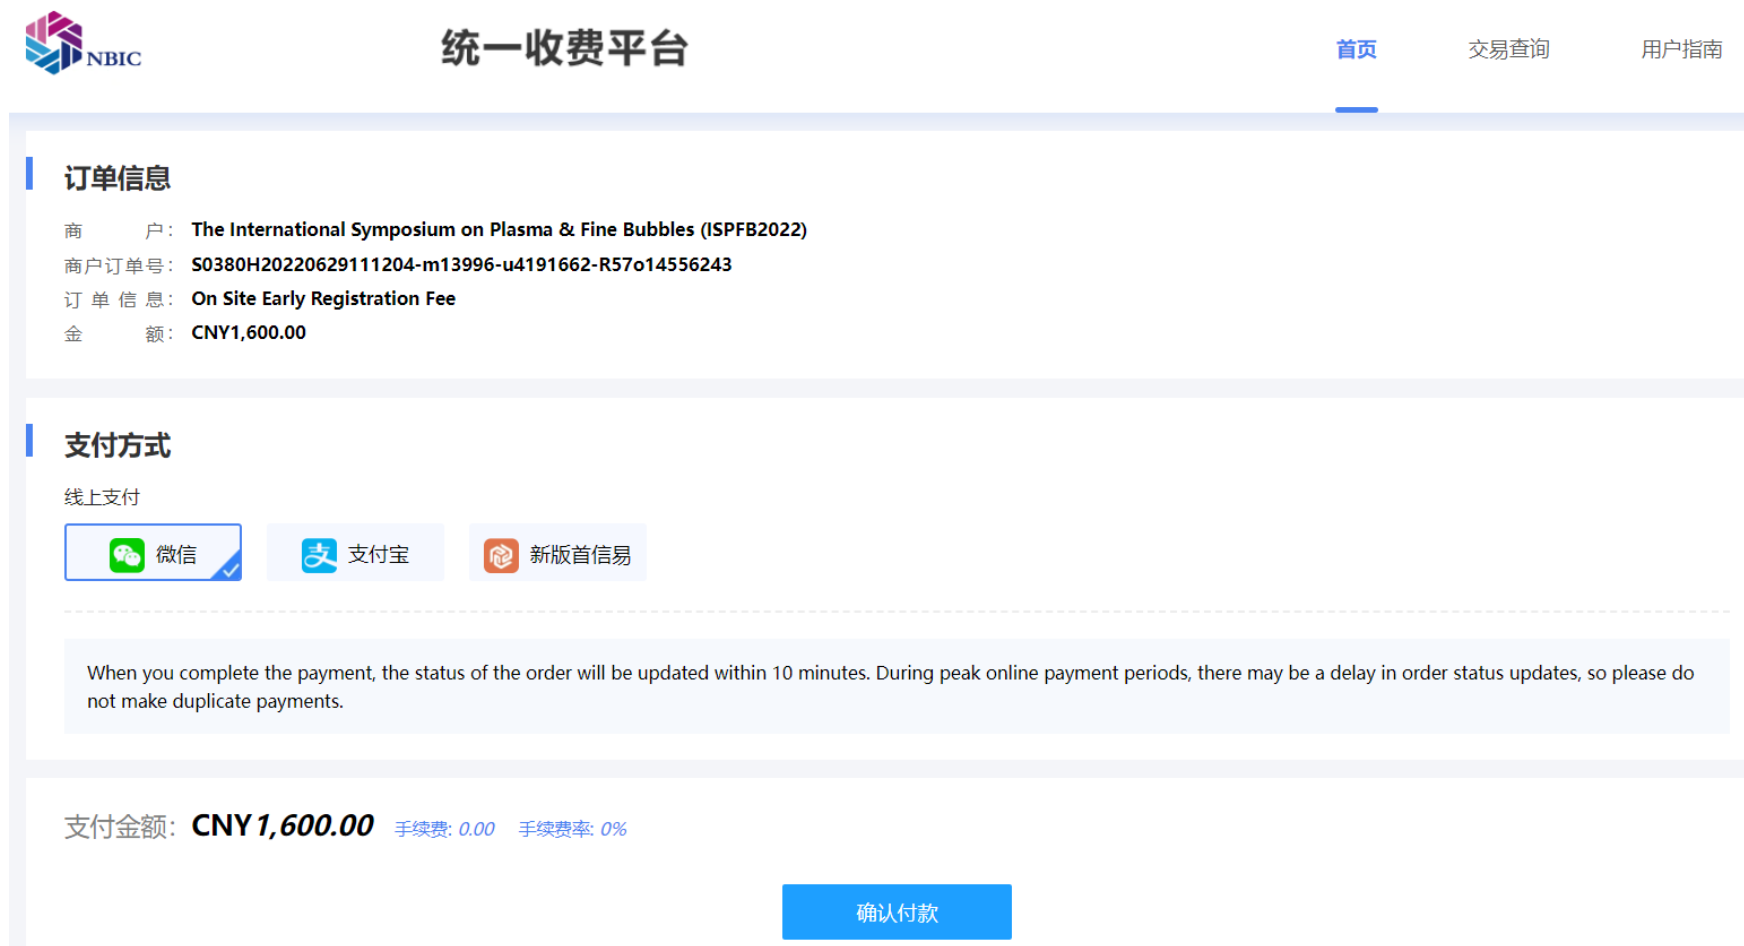 NBIC
统一收费平台
首页 交易查询 用户指南
订单信息
商 户： The International Symposium on Plasma & Fine Bubbles (ISPFB2022)
商户订单号： S0380H20220629111204-m13996-u4191662-R57o14556243
订单信息： On Site Early Registration Fee
金 额： CNY1,600.00
支付方式
线上支付
微信 支付宝 新版首信易
When you complete the payment, the status of the order will be updated within 10 minutes. During peak online payment periods, there may be a delay in order status updates, so please do
not make duplicate payments.
支付金额： CNY1,600.00 手续费: 0.00 手续费率: 0%
确认付款